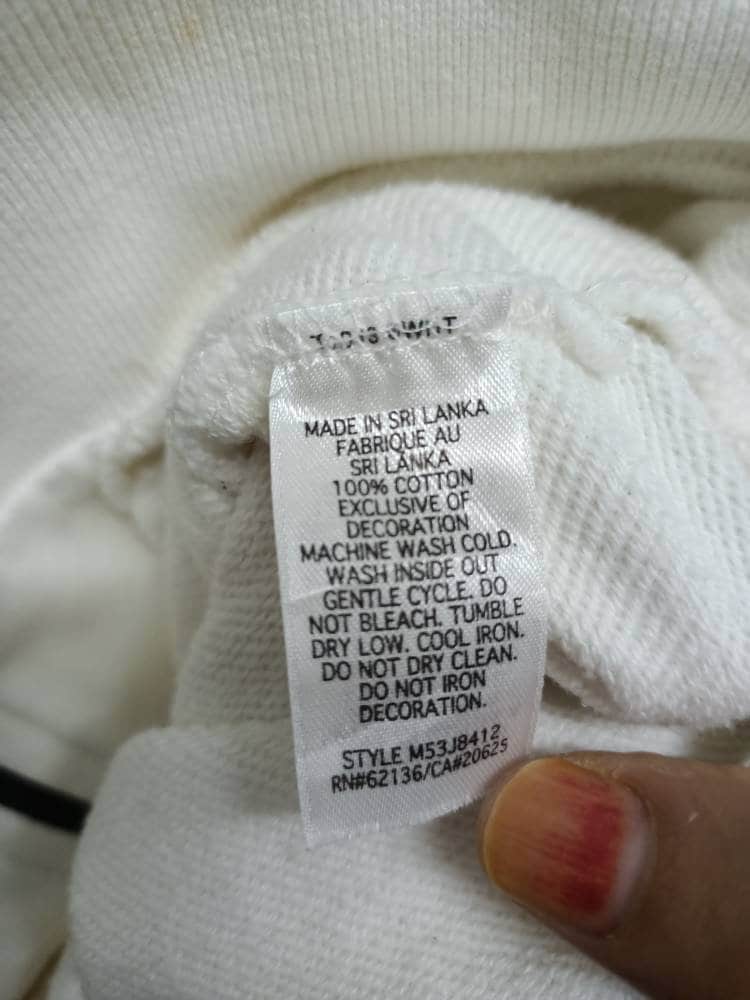 MADE IN SRI LANKA
FABRIQUE AU
SRI LANKA
100% COTTON
EXCLUSIVE OF
DECORATION
MACHINE WASH COLD.
WASH INSIDE OUT
GENTLE CYCLE. DO
NOT BLEACH. TUMBLE
DRY LOW. COOL IRON.
DO NOT DRY CLEAN.
DO NOT IRON
DECORATION.
STYLE M53J8412
RN#62136/CA#20625